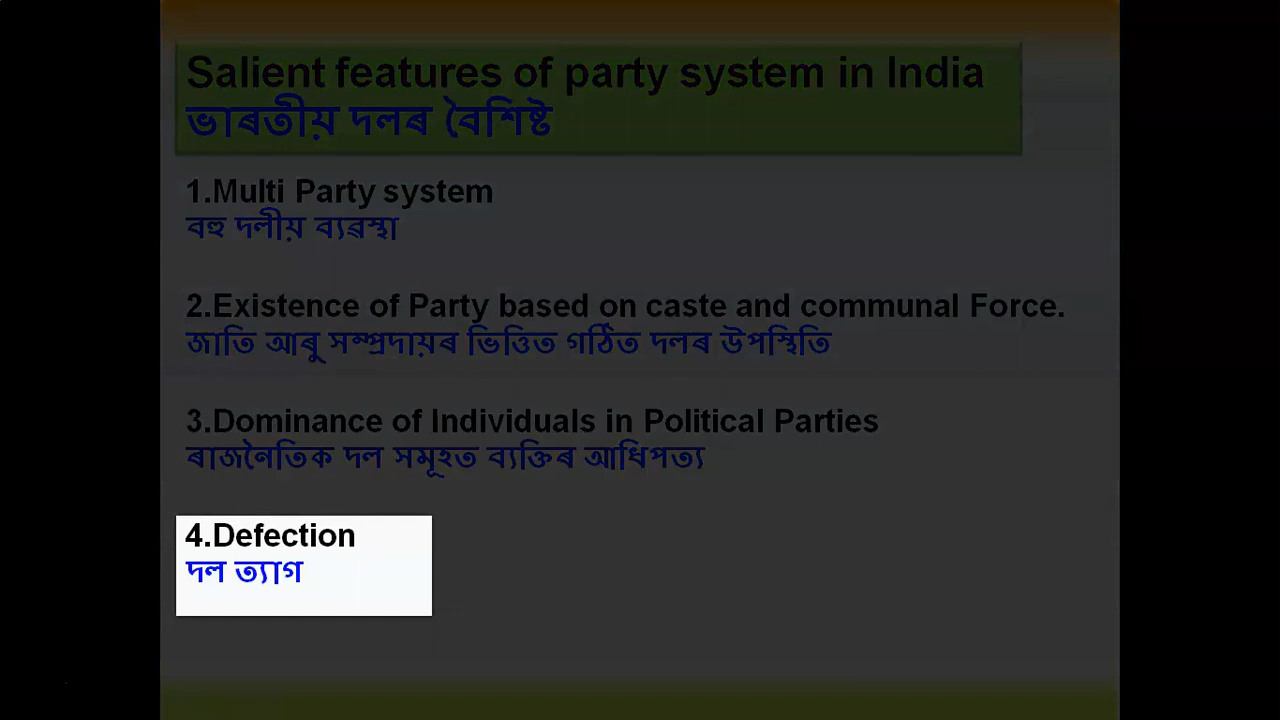 Salient features of party system in India
ভাৰতীয় দলৰ বৈশিষ্ট
1.Multi Party system
বহু দলীয় ব্যৱস্থা
2.Existence of Party based on caste and communal Force.
জাতি আৰু সম্প্ৰদায়ৰ ভিত্তিত গঠিত দলৰ উপস্থিতি
3.Dominance of Individuals in Political Parties
ৰাজনৈতিক দল সমূহত ব্যক্তিৰ আধিপত্য
4.Defection
দল ত্যাগ